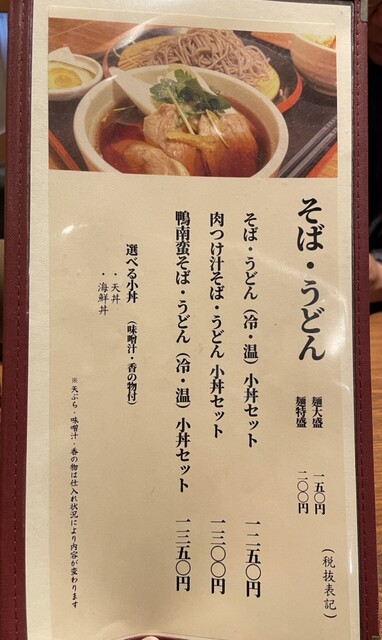 そば・うどん
麺大盛 一五〇円
麺特盛 二〇〇円
(税抜表記)
そば・うどん(冷・温)小丼セット 一二五〇円
肉つけ汁そば・うどん 小丼セット 一三〇〇円
鴨南蛮そば・うどん(冷・温)小丼セット 一三五〇円
選べる小丼 (味噌汁・香の物付)
・天丼
・海鮮丼
※天ぷら・味噌汁・香の物は仕入れ状況により内容が変わります